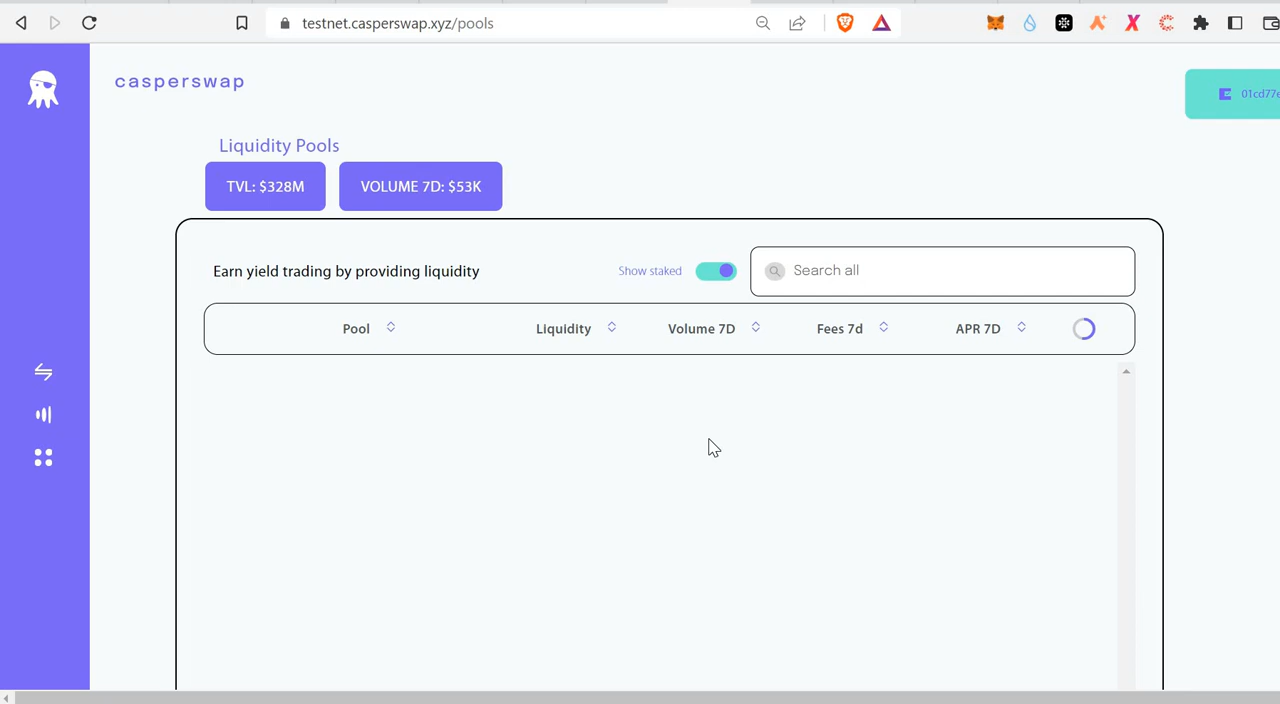 testnet.casperswap.xyz/pools
casperswap
01cd77e
Liquidity Pools
TVL: $328M VOLUME 7D: $53K
Earn yield trading by providing liquidity Show staked Search all
Pool Liquidity Volume 7D Fees 7d APR 7D